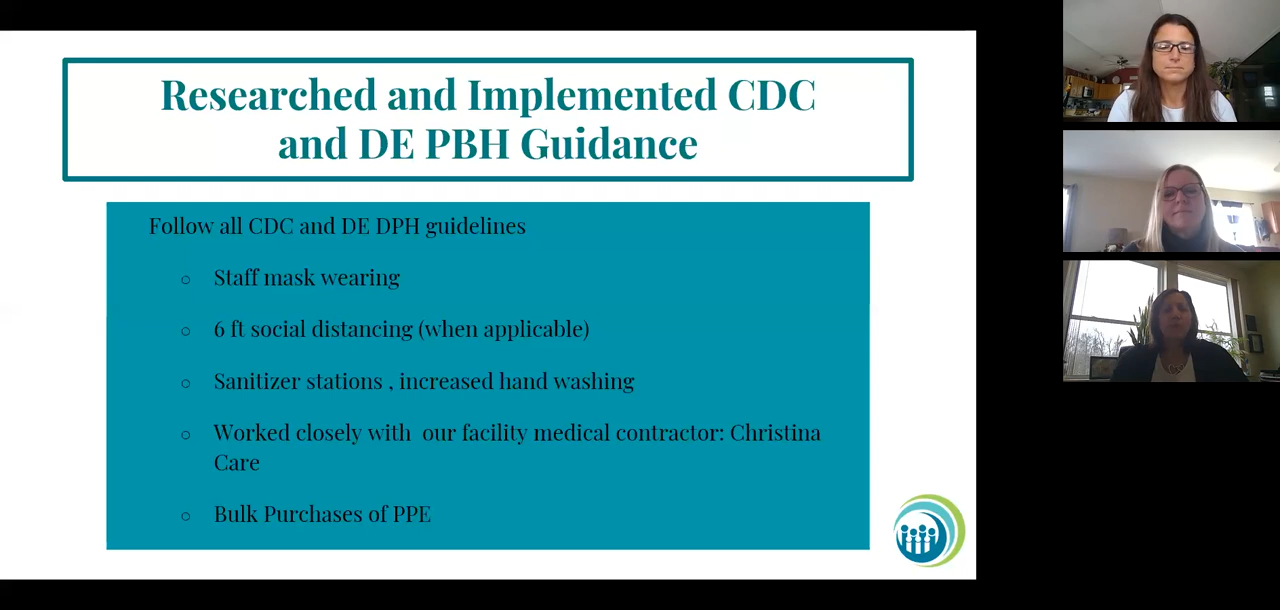 Researched and Implemented CDC
and DE PBH Guidance
Follow all CDC and DE DPH guidelines
○ Staff mask wearing
○ 6 ft social distancing (when applicable)
○ Sanitizer stations , increased hand washing
○ Worked closely with our facility medical contractor: Christina
Care
○ Bulk Purchases of PPE